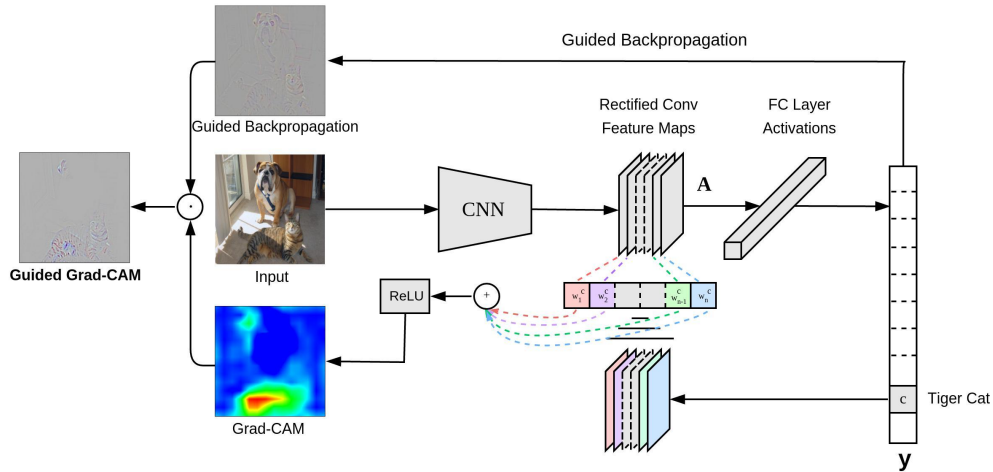 Guided Backpropagation
Guided Backpropagation
Rectified Conv
Feature Maps
FC Layer
Activations
A
CNN
Guided Grad-CAM
Input
ReLU
+
w₁ᶜ
w₂ᶜ
wₙ₋₁ᶜ
wₙᶜ
c
Tiger Cat
Grad-CAM
y